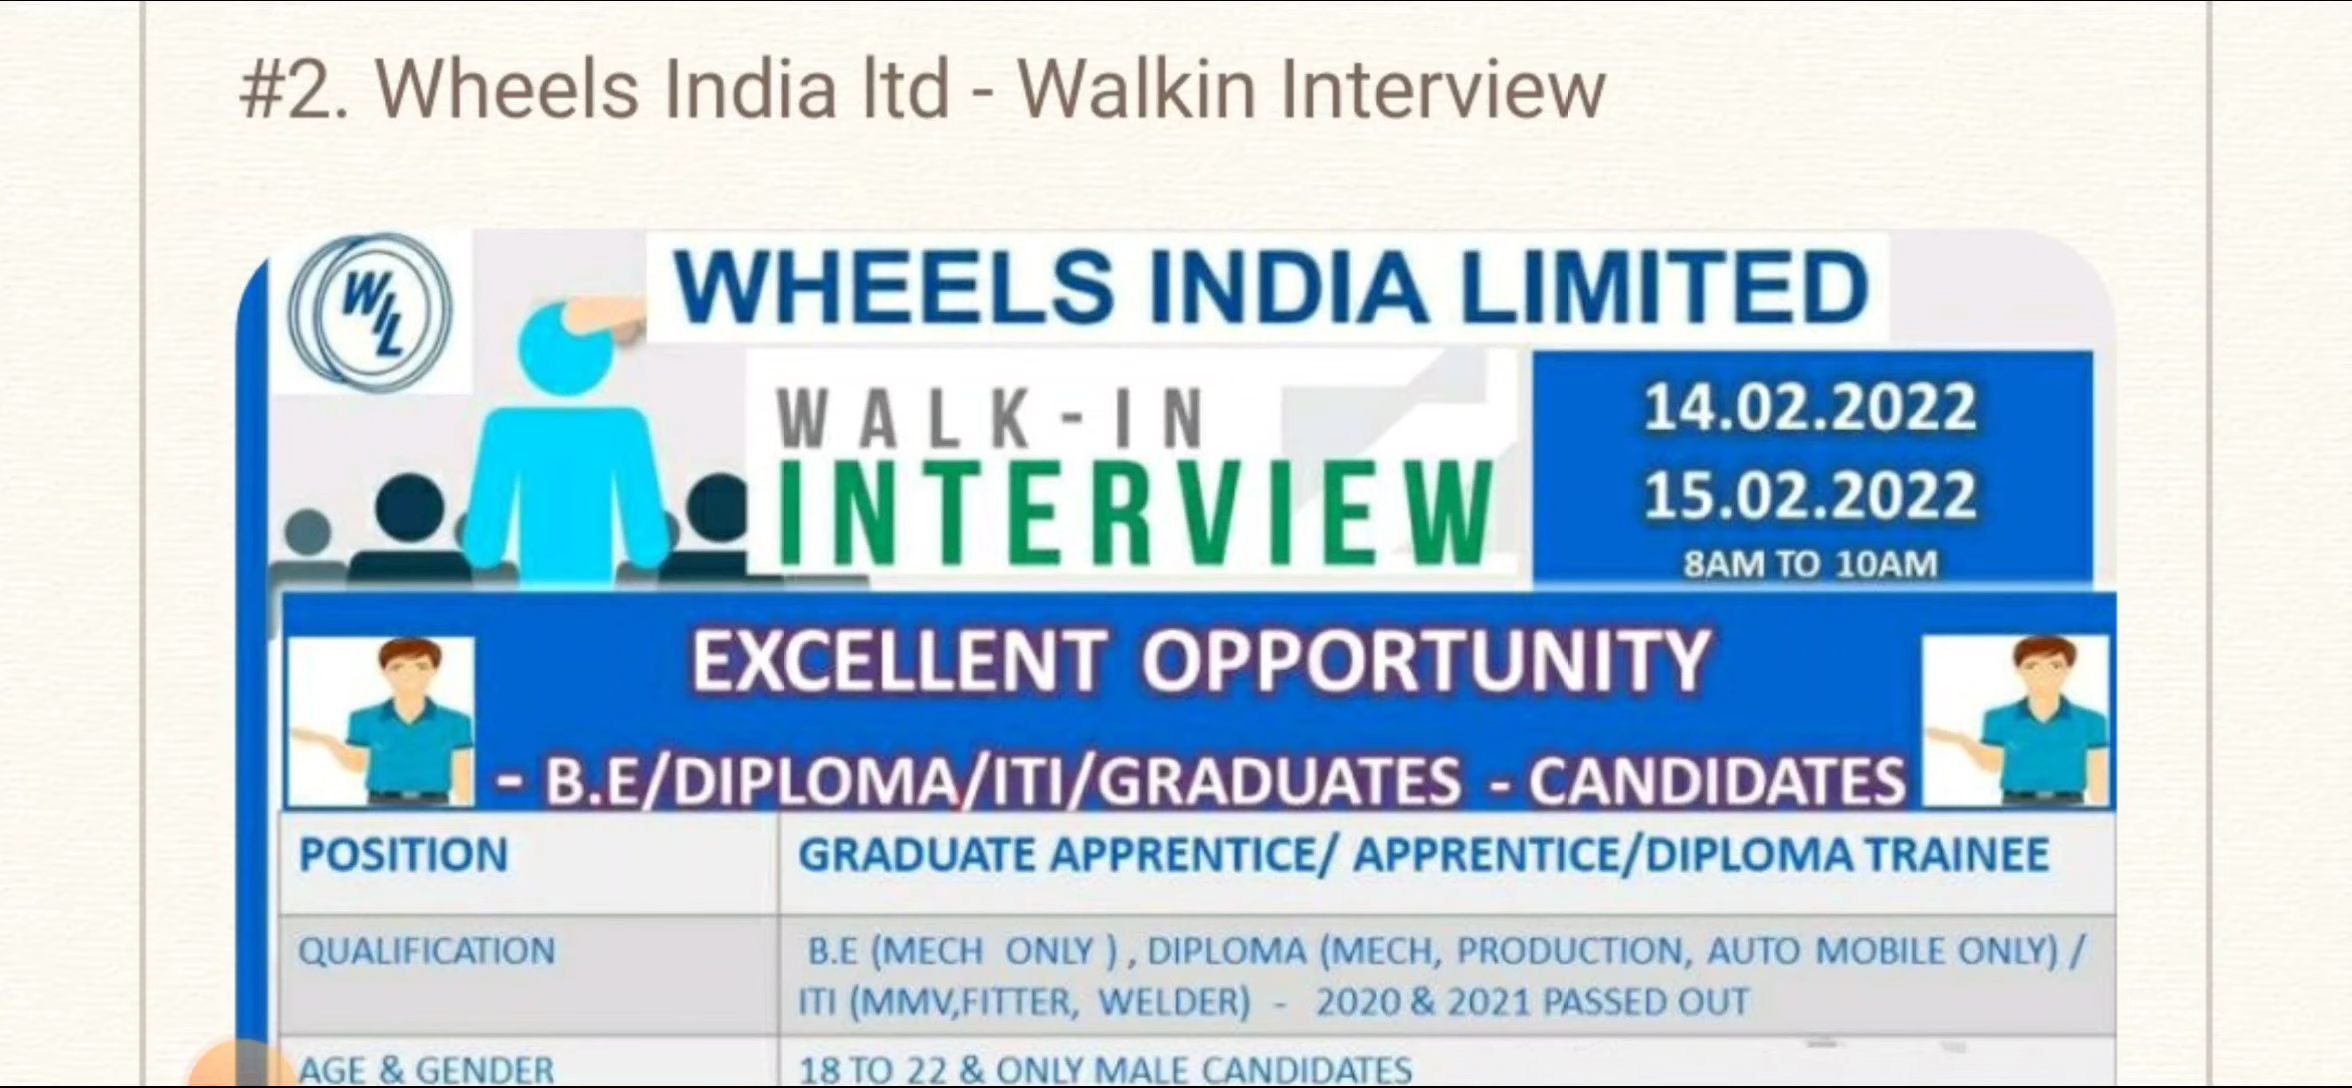 #2. Wheels India ltd - Walkin Interview
WIL
WHEELS INDIA LIMITED
WALK-IN
INTERVIEW
14.02.2022
15.02.2022
8AM TO 10AM
EXCELLENT OPPORTUNITY
- B.E/DIPLOMA/ITI/GRADUATES - CANDIDATES
POSITION
GRADUATE APPRENTICE/ APPRENTICE/DIPLOMA TRAINEE
QUALIFICATION
B.E (MECH ONLY ) , DIPLOMA (MECH, PRODUCTION, AUTO MOBILE ONLY) /
ITI (MMV,FITTER, WELDER) - 2020 & 2021 PASSED OUT
AGE & GENDER
18 TO 22 & ONLY MALE CANDIDATES